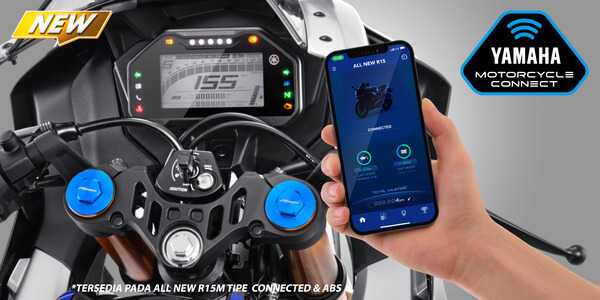 NEW
YAMAHA
MOTORCYCLE
CONNECT
ALL NEW R15
CONNECTED
TOTAL MILEAGE
155
IGNITION
*TERSEDIA PADA ALL NEW R15M TIPE CONNECTED & ABS